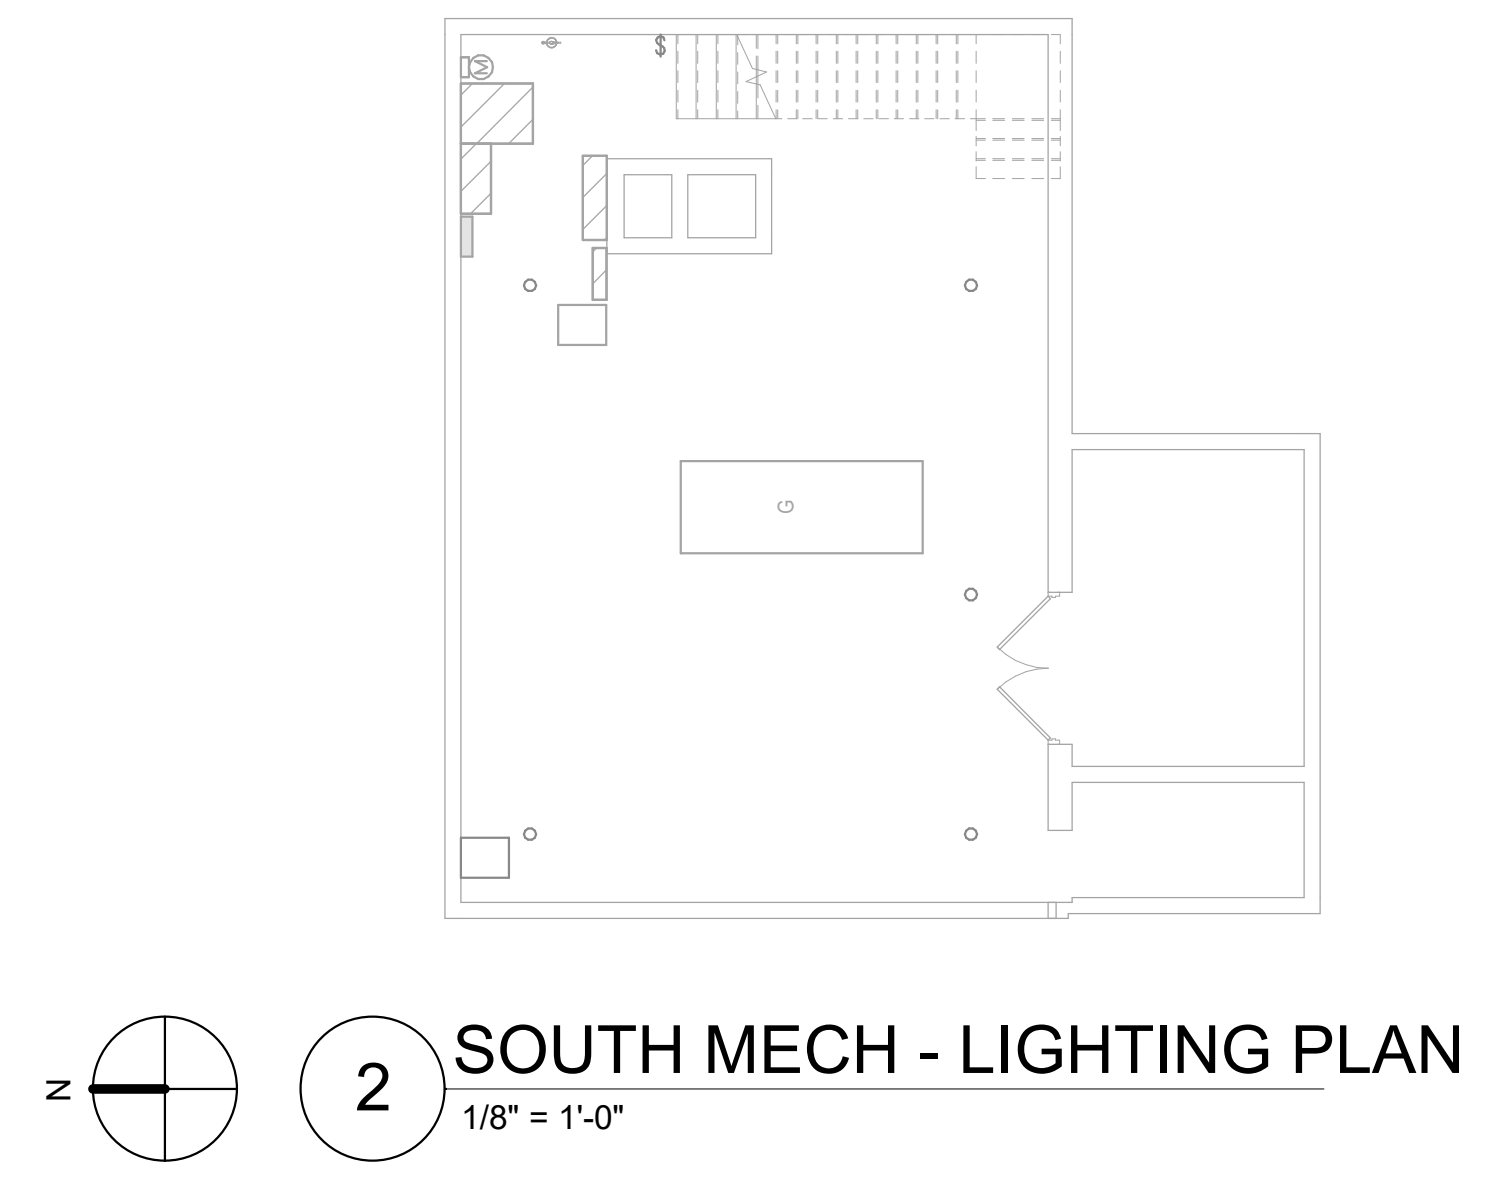 $
M
G
N
2
SOUTH MECH - LIGHTING PLAN
1/8" = 1'-0"